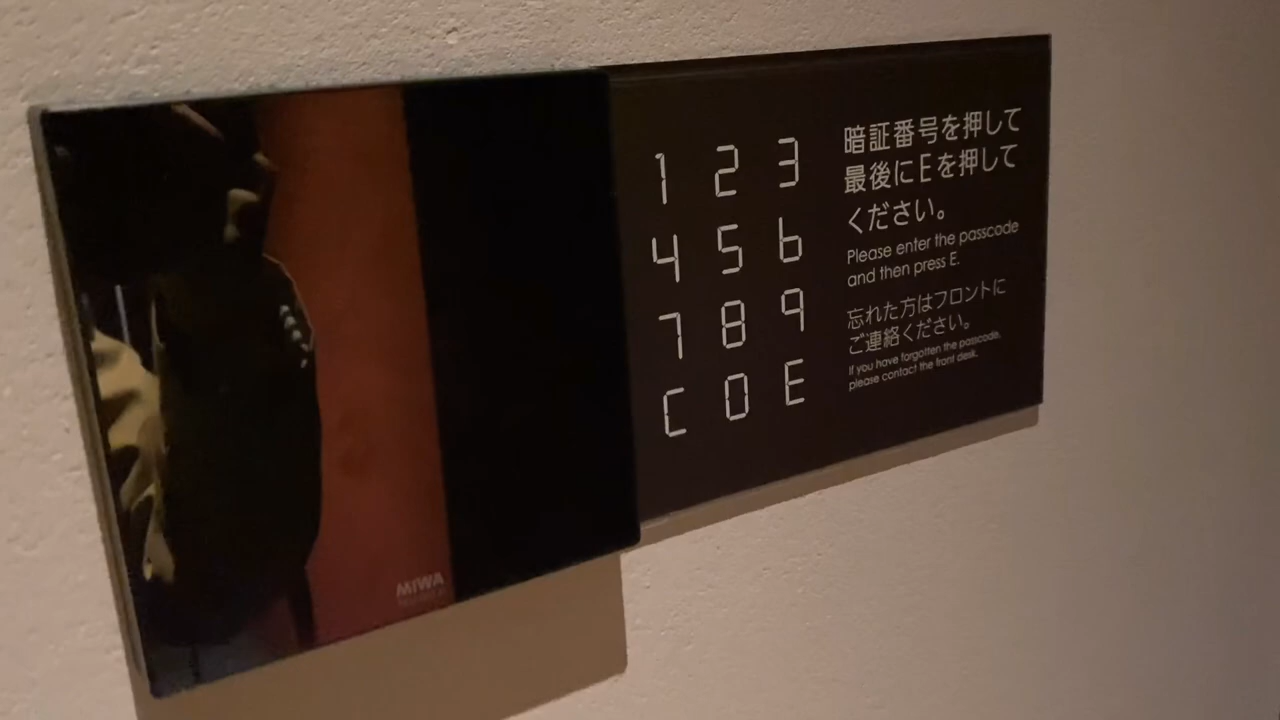 MIWA
1 2 3
4 5 6
7 8 9
C 0 E
暗証番号を押して
最後にEを押して
ください。
Please enter the passcode
and then press E.
忘れた方はフロントに
ご連絡ください。
If you have forgotten the passcode,
please contact the front desk.